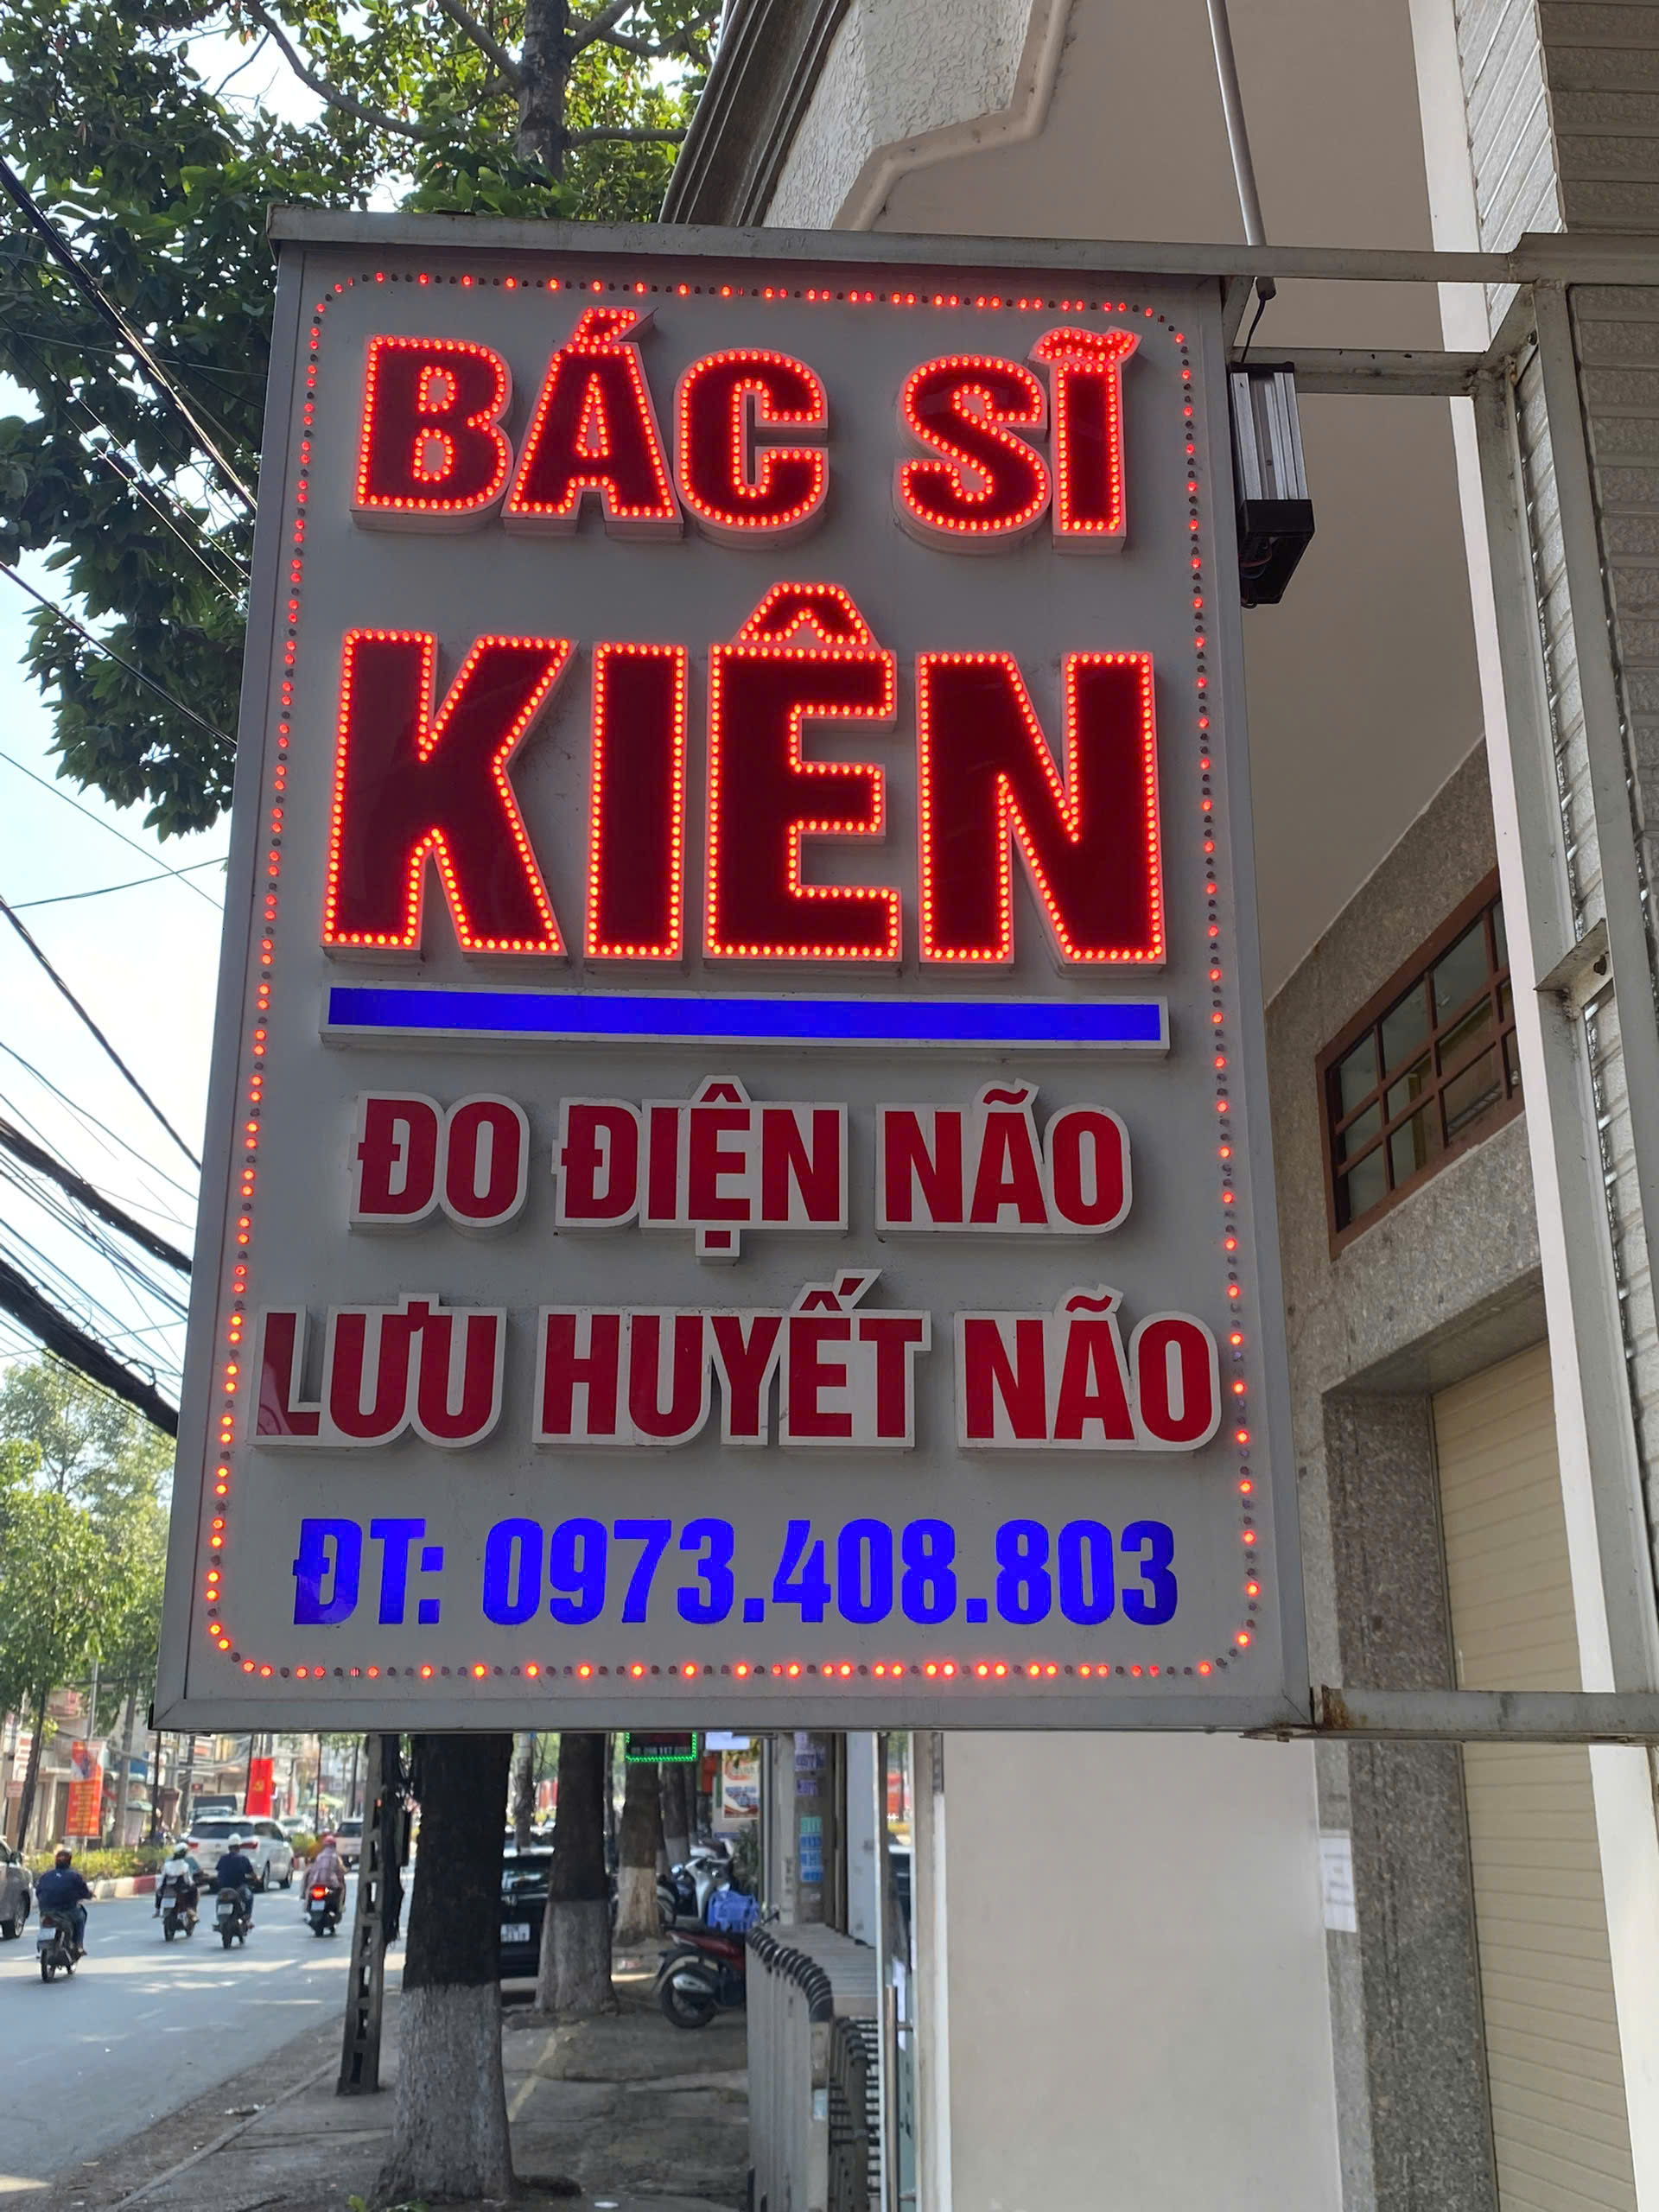 BÁC SĨ
KIÊN
ĐO ĐIỆN NÃO
LƯU HUYẾT NÃO
ĐT: 0973.408.803